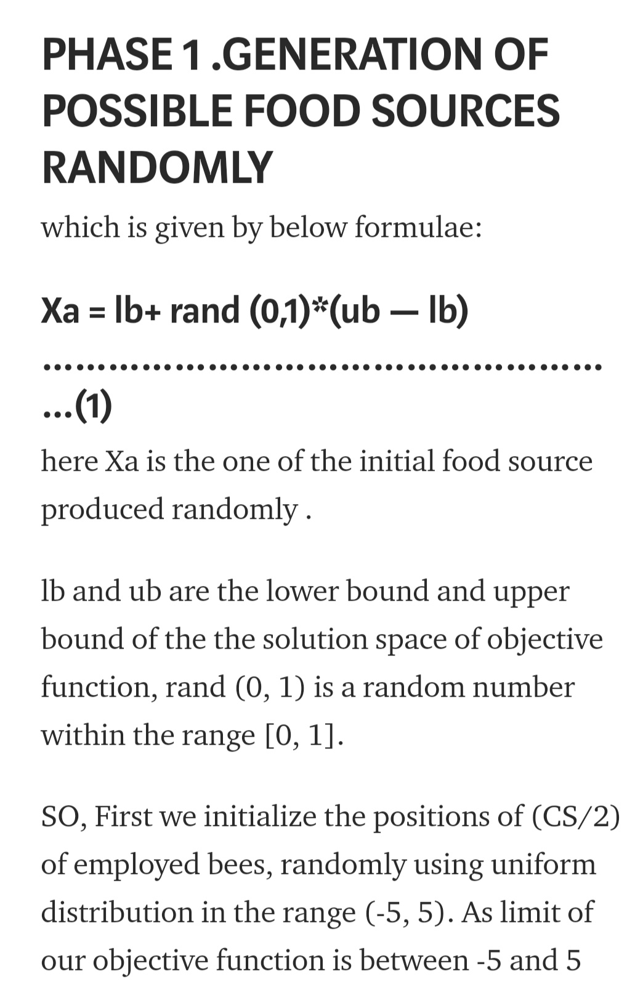 PHASE 1 .GENERATION OF
POSSIBLE FOOD SOURCES
RANDOMLY
which is given by below formulae:
Xa = lb+ rand (0,1)*(ub — lb)
…………………………………………………
…(1)
here Xa is the one of the initial food source
produced randomly .
lb and ub are the lower bound and upper
bound of the the solution space of objective
function, rand (0, 1) is a random number
within the range [0, 1].
SO, First we initialize the positions of (CS/2)
of employed bees, randomly using uniform
distribution in the range (-5, 5). As limit of
our objective function is between -5 and 5